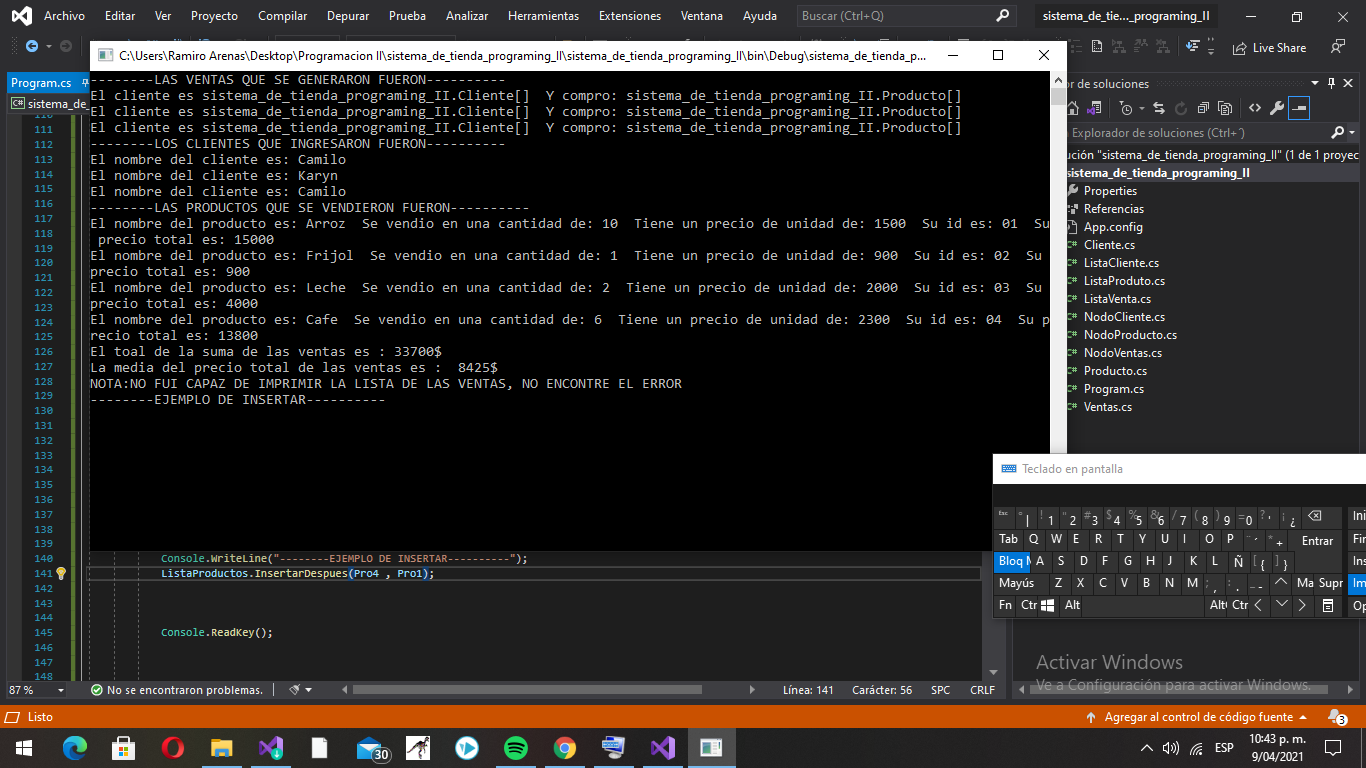 Archivo Editar Ver Proyecto Compilar Depurar Prueba Analizar Herramientas Extensiones Ventana Ayuda Buscar (Ctrl+Q) sistema_de_tie..._programing_II
Live Share
C:\Users\Ramiro Arenas\Desktop\Programacion II\sistema_de_tienda_programing_II\sistema_de_tienda_programing_II\bin\Debug\sistema_de_tienda_p...
Program.cs
sistema_de_
--------LAS VENTAS QUE SE GENERARON FUERON----------
El cliente es sistema_de_tienda_programing_II.Cliente[]  Y compro: sistema_de_tienda_programing_II.Producto[]
El cliente es sistema_de_tienda_programing_II.Cliente[]  Y compro: sistema_de_tienda_programing_II.Producto[]
El cliente es sistema_de_tienda_programing_II.Cliente[]  Y compro: sistema_de_tienda_programing_II.Producto[]
--------LOS CLIENTES QUE INGRESARON FUERON----------
El nombre del cliente es: Camilo
El nombre del cliente es: Karyn
El nombre del cliente es: Camilo
--------LAS PRODUCTOS QUE SE VENDIERON FUERON----------
El nombre del producto es: Arroz  Se vendio en una cantidad de: 10  Tiene un precio de unidad de: 1500  Su id es: 01  Su
 precio total es: 15000
El nombre del producto es: Frijol  Se vendio en una cantidad de: 1  Tiene un precio de unidad de: 900  Su id es: 02  Su
precio total es: 900
El nombre del producto es: Leche  Se vendio en una cantidad de: 2  Tiene un precio de unidad de: 2000  Su id es: 03  Su
precio total es: 4000
El nombre del producto es: Cafe  Se vendio en una cantidad de: 6  Tiene un precio de unidad de: 2300  Su id es: 04  Su p
recio total es: 13800
El toal de la suma de las ventas es : 33700$
La media del precio total de las ventas es :  8425$
NOTA:NO FUI CAPAZ DE IMPRIMIR LA LISTA DE LAS VENTAS, NO ENCONTRE EL ERROR
--------EJEMPLO DE INSERTAR----------
110
111
112
113
114
115
116
117
118
119
120
121
122
123
124
125
126
127
128
129
130
131
132
133
134
135
136
137
138
139
140 Console.WriteLine("--------EJEMPLO DE INSERTAR----------");
141 ListaProductos.InsertarDespues(Pro4 , Pro1);
142
143
144
145 Console.ReadKey();
146
147
148
or de soluciones
Explorador de soluciones (Ctrl+´)
ución "sistema_de_tienda_programing_II" (1 de 1 proyec
sistema_de_tienda_programing_II
Properties
Referencias
App.config
Cliente.cs
ListaCliente.cs
ListaProduto.cs
ListaVenta.cs
NodoCliente.cs
NodoProducto.cs
NodoVentas.cs
Producto.cs
Program.cs
Ventas.cs
Teclado en pantalla
Esc ° | ! 1 " 2 # 3 $ 4 % 5 & 6 / 7 ( 8 ) 9 = 0 ? ' ¡ ¿ Ini
Tab Q W E R T Y U I O P ¨ ´ * + Entrar Fin
Bloq M A S D F G H J K L Ñ [ { ] } Ins
Mayús Z X C V B N M ; , : . _ - Ma Supr Im
Fn Ctr Alt Alt Ctr Op
87 % No se encontraron problemas. Línea: 141 Carácter: 56 SPC CRLF
Activar Windows
Ve a Configuración para activar Windows.
Listo Agregar al control de código fuente 3
30 ESP 10:43 p. m.
9/04/2021